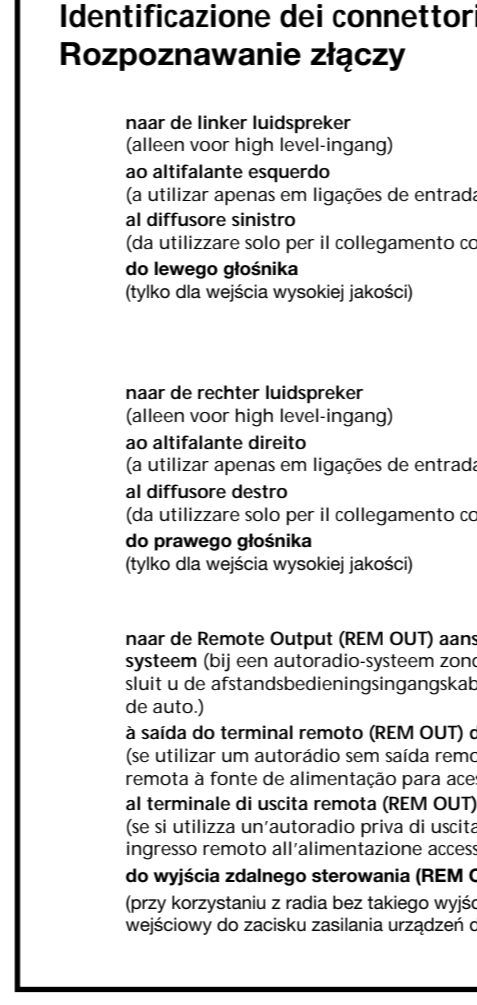 Identificazione dei connettori
Rozpoznawanie złączy
naar de linker luidspreker
(alleen voor high level-ingang)
ao altifalante esquerdo
(a utilizar apenas em ligações de entrada
al diffusore sinistro
(da utilizzare solo per il collegamento co
do lewego głośnika
(tylko dla wejścia wysokiej jakości)
naar de rechter luidspreker
(alleen voor high level-ingang)
ao altifalante direito
(a utilizar apenas em ligações de entrada
al diffusore destro
(da utilizzare solo per il collegamento co
do prawego głośnika
(tylko dla wejścia wysokiej jakości)
naar de Remote Output (REM OUT) aans
systeem (bij een autoradio-systeem zond
sluit u de afstandsbedieningsingangskab
de auto.)
à saída do terminal remoto (REM OUT) d
(se utilizar um autorádio sem saída remo
remota à fonte de alimentação para aces
al terminale di uscita remota (REM OUT)
(se si utilizza un'autoradio priva di uscita
ingresso remoto all'alimentazione access
do wyjścia zdalnego sterowania (REM O
(przy korzystaniu z radia bez takiego wyjśc
wejściowy do zacisku zasilania urządzeń d